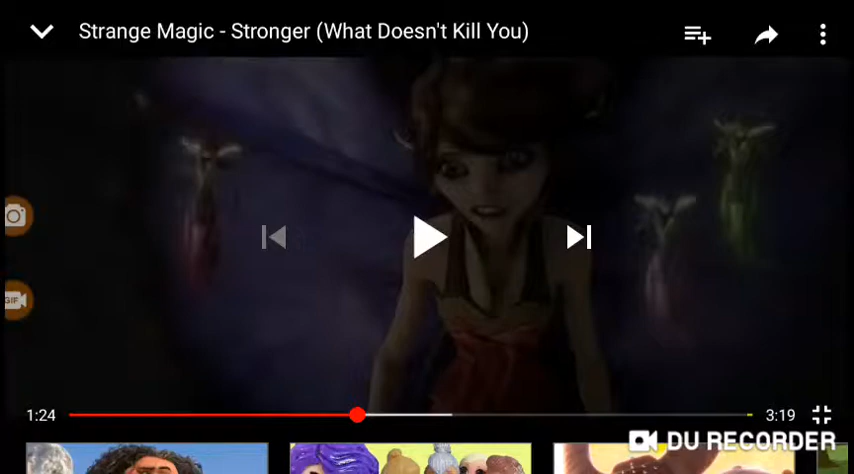 Strange Magic - Stronger (What Doesn't Kill You)
GIF
1:24
3:19
DU RECORDER